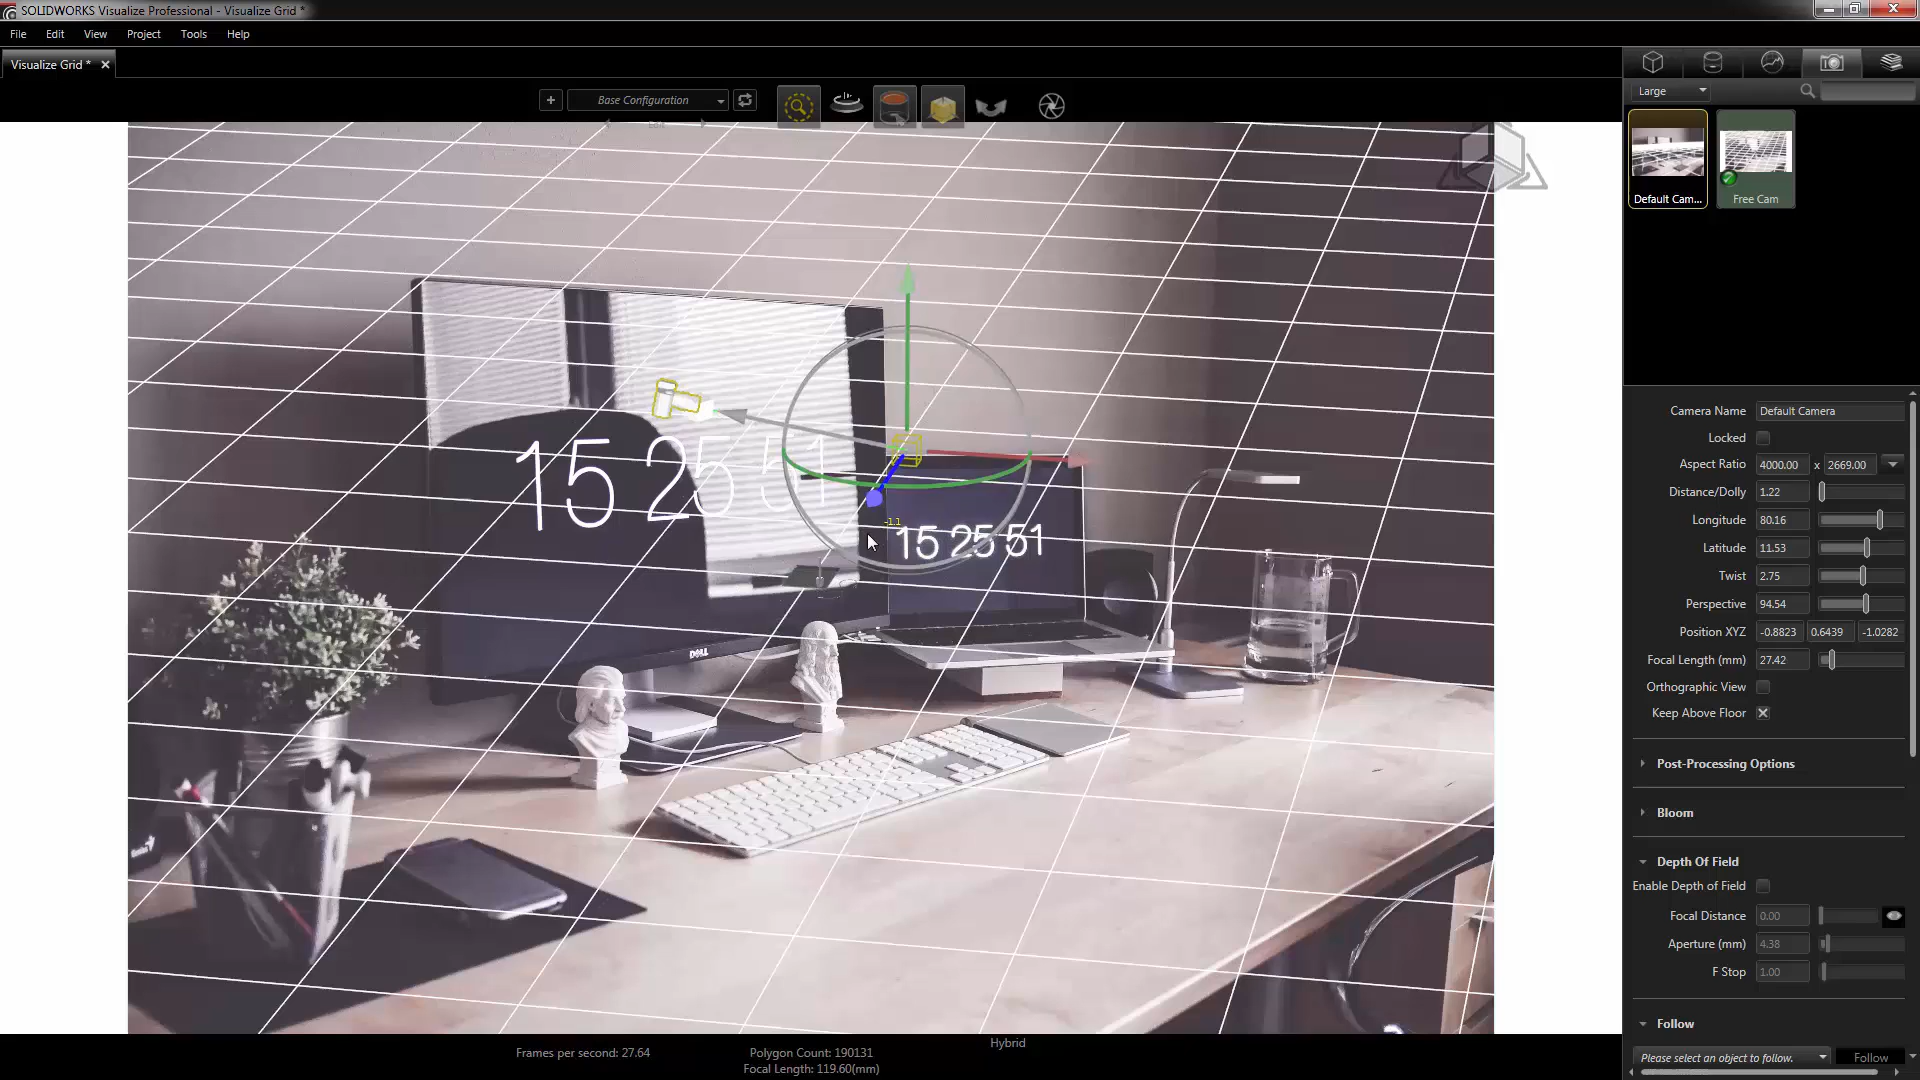 SOLIDWORKS Visualize Professional - Visualize Grid *
File Edit View Project Tools Help
Visualize Grid *
Base Configuration
Large
Default Cam...
Free Cam
Camera Name Default Camera
Locked
Aspect Ratio 4000.00 x 2669.00
Distance/Dolly 1.22
Longitude 80.16
Latitude 11.53
Twist 2.75
Perspective 94.54
Position XYZ -0.8823 0.6439 -1.0282
Focal Length (mm) 27.42
Orthographic View
Keep Above Floor
Post-Processing Options
Bloom
Depth Of Field
Enable Depth of Field
Focal Distance 0.00
Aperture (mm) 4.38
F Stop 1.00
Follow
Please select an object to follow. Follow
15 25 51
-1.1
15 25 51
DELL
Hybrid
Frames per second: 27.64
Polygon Count: 190131
Focal Length: 119.60(mm)